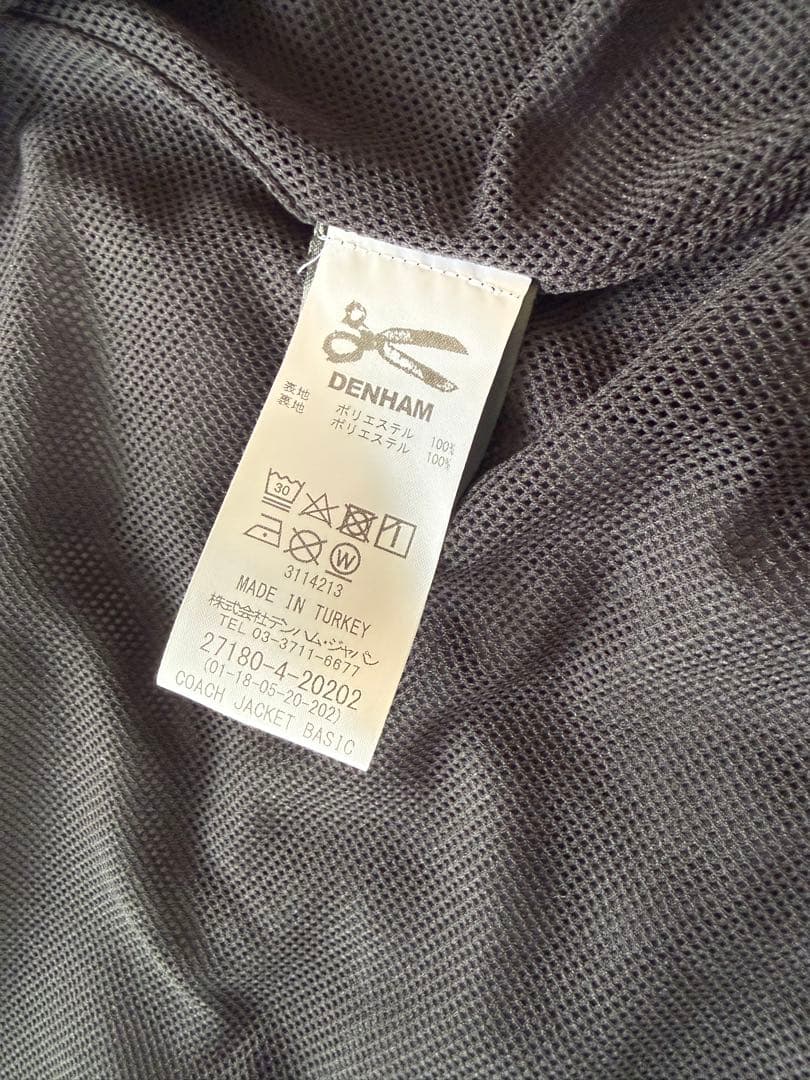 DENHAM
表地 ポリエステル 100%
裏地 ポリエステル 100%
30
W
3114213
MADE IN TURKEY
株式会社デンハム・ジャパン
TEL 03-3711-6677
27180-4-20202
(01-18-05-20-202)
COACH JACKET BASIC